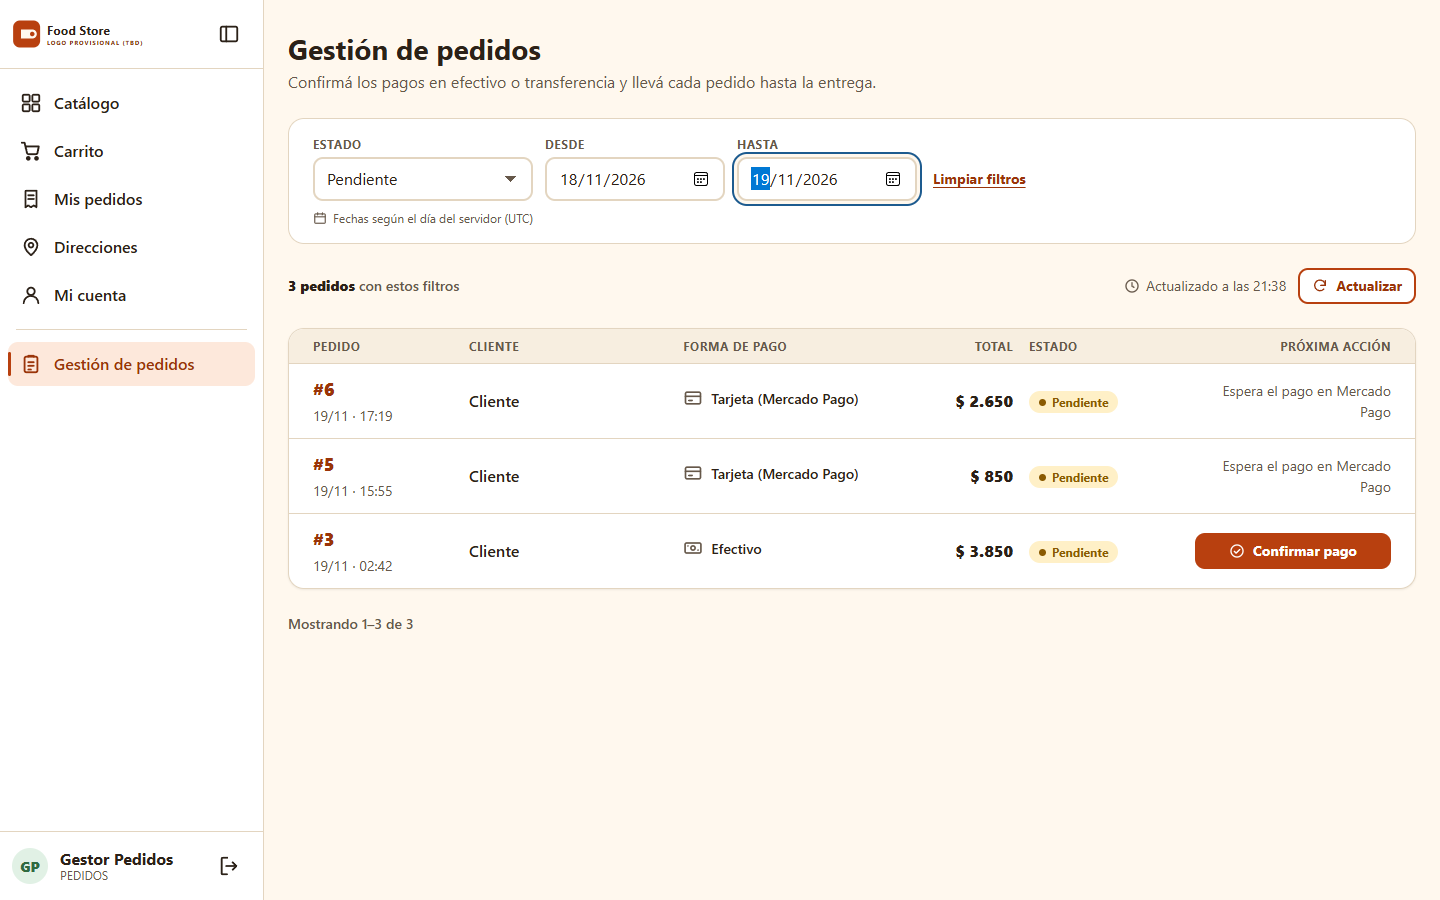 Food Store
LOGO PROVISIONAL (TBD)
Catálogo
Carrito
Mis pedidos
Direcciones
Mi cuenta
Gestión de pedidos
GP
Gestor Pedidos
PEDIDOS
Gestión de pedidos
Confirmá los pagos en efectivo o transferencia y llevá cada pedido hasta la entrega.
ESTADO DESDE HASTA
Pendiente 18/11/2026 19/11/2026 Limpiar filtros
Fechas según el día del servidor (UTC)
3 pedidos con estos filtros Actualizado a las 21:38 Actualizar
PEDIDO CLIENTE FORMA DE PAGO TOTAL ESTADO PRÓXIMA ACCIÓN
#6
19/11 · 17:19
Cliente Tarjeta (Mercado Pago) $ 2.650 Pendiente
Espera el pago en Mercado
Pago
#5
19/11 · 15:55
Cliente Tarjeta (Mercado Pago) $ 850 Pendiente
Espera el pago en Mercado
Pago
#3
19/11 · 02:42
Cliente Efectivo $ 3.850 Pendiente Confirmar pago
Mostrando 1–3 de 3